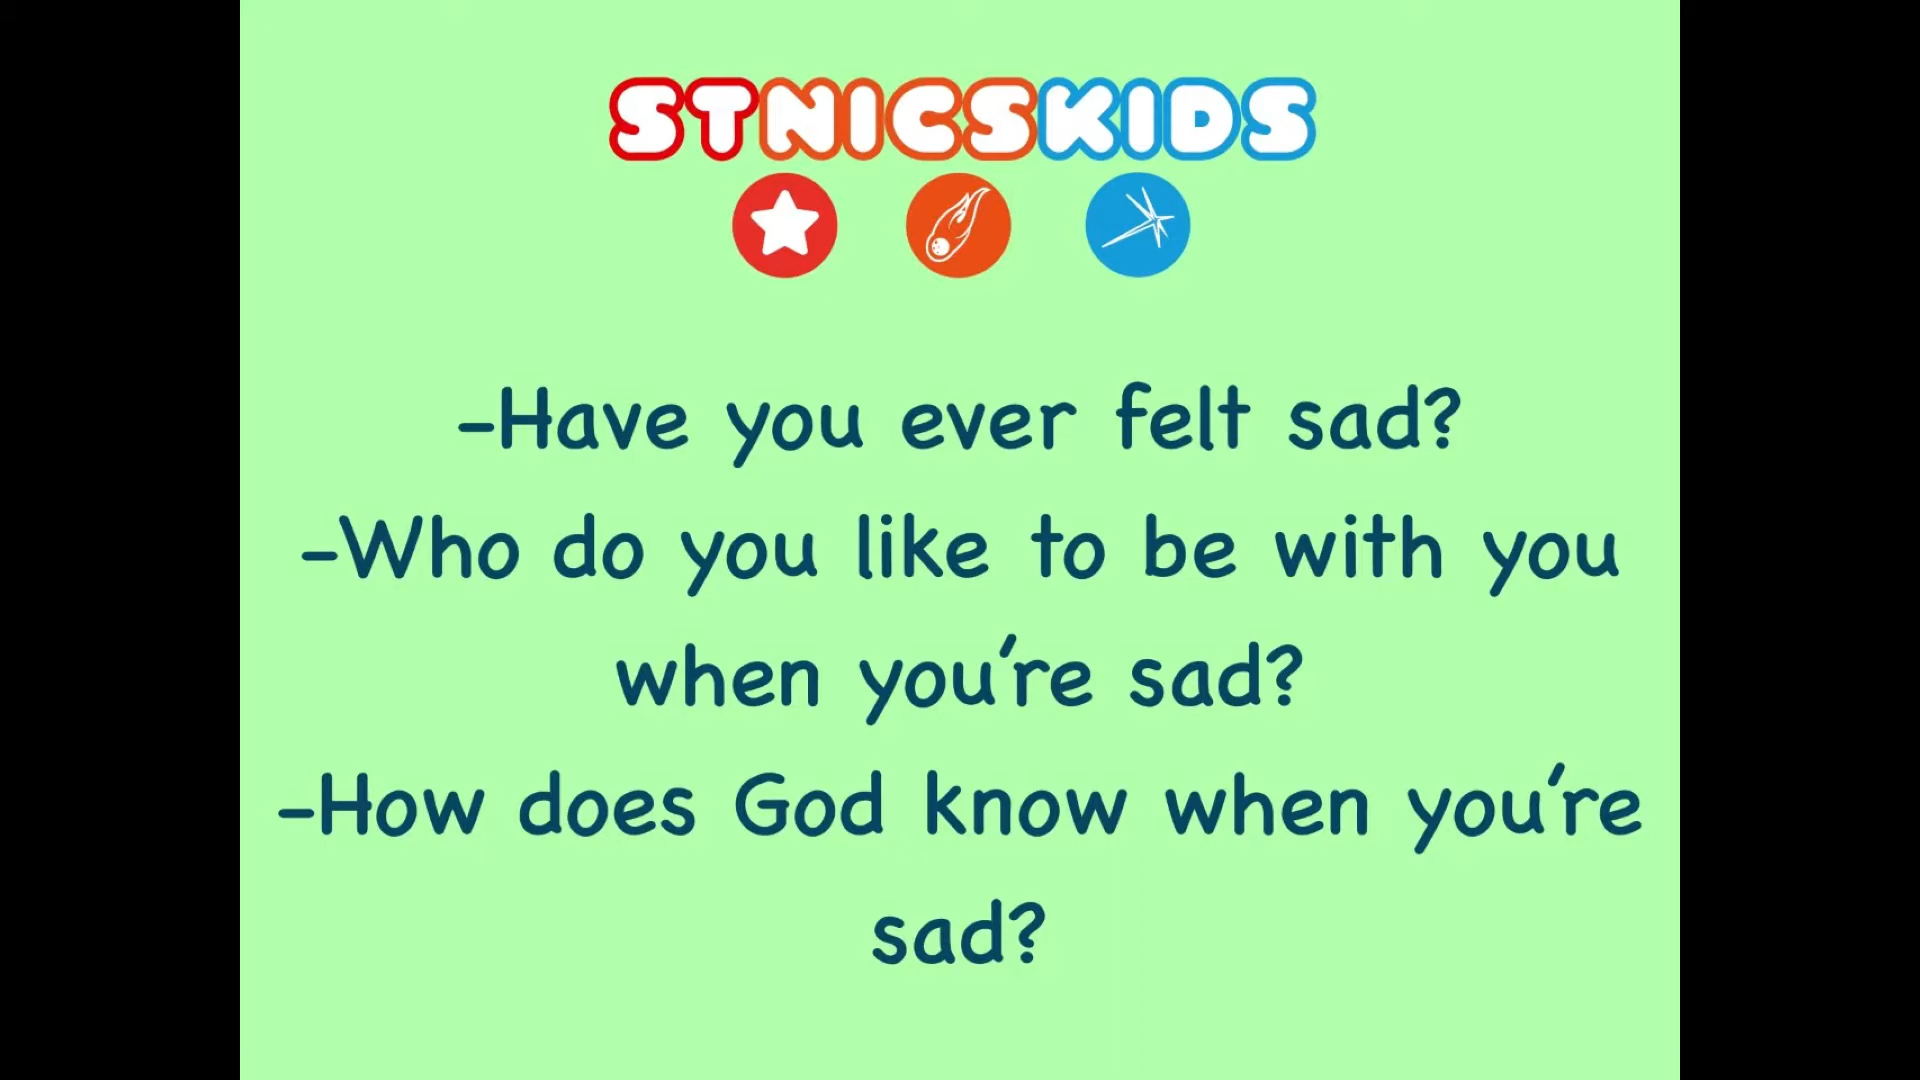 STNICSKIDS
-Have you ever felt sad?
-Who do you like to be with you
when you're sad?
-How does God know when you're
sad?